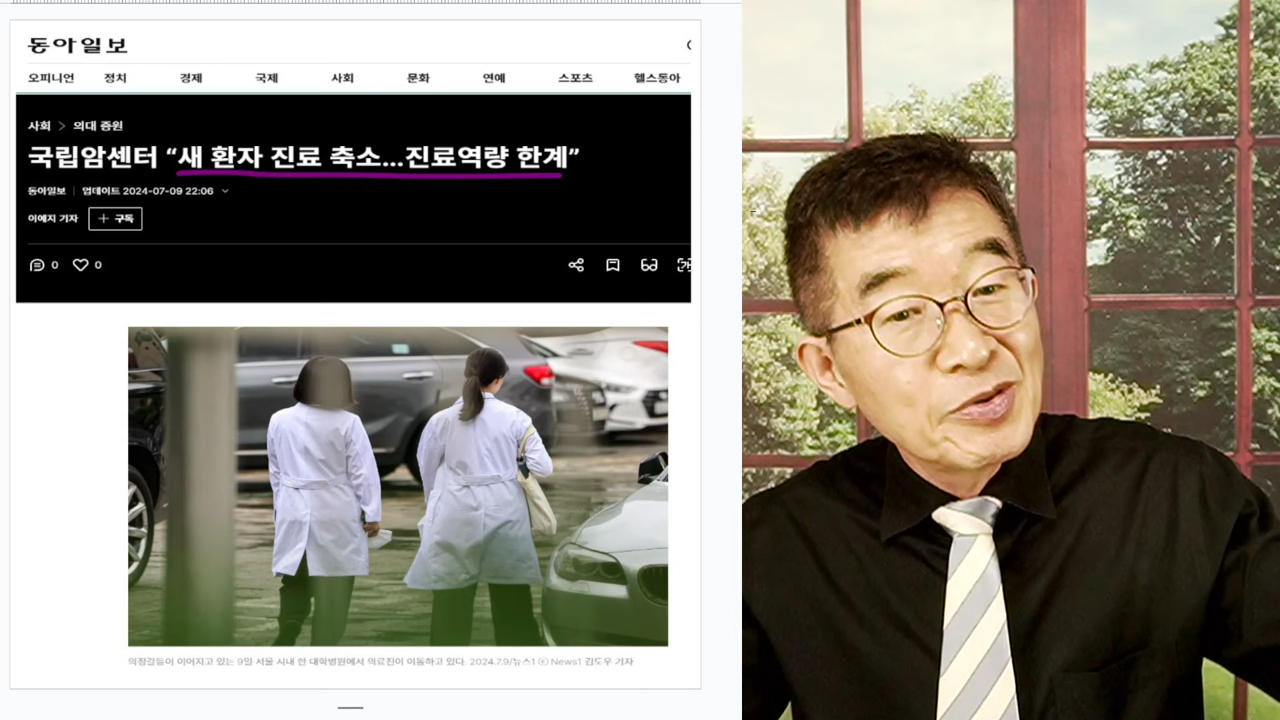 동아일보
오피니언 정치 경제 국제 사회 문화 연예 스포츠 헬스동아
사회 > 의대 증원
국립암센터 “새 환자 진료 축소…진료역량 한계”
동아일보 | 업데이트 2024-07-09 22:06
이예지 기자 + 구독
0 0
의정갈등이 이어지고 있는 9일 서울 시내 한 대학병원에서 의료진이 이동하고 있다. 2024.7.9/뉴스1 ⓒ News1 김도우 기자